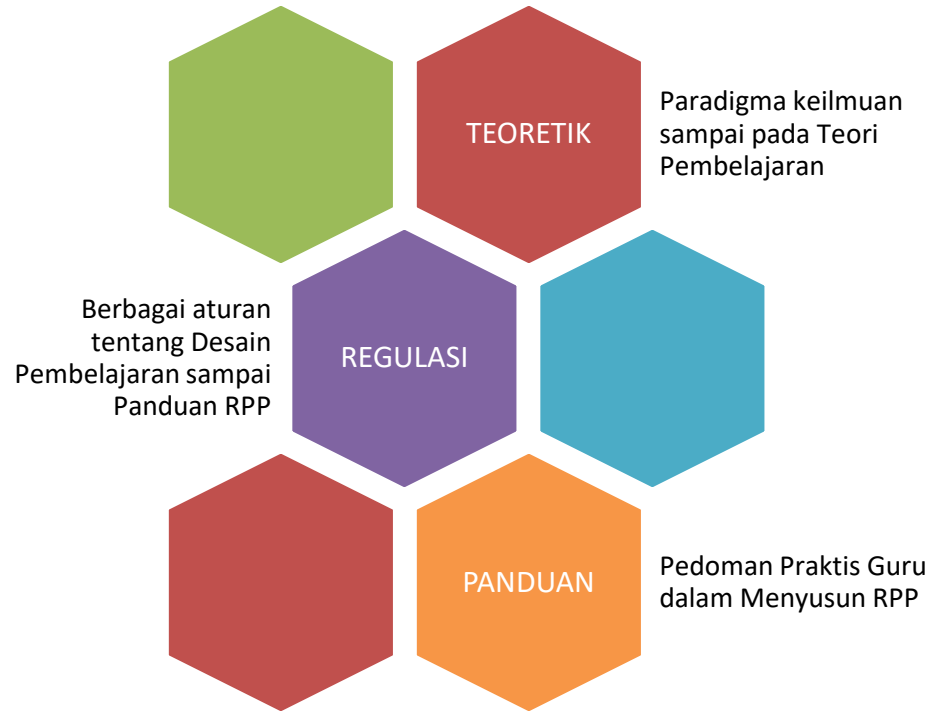 TEORETIK
Paradigma keilmuan
sampai pada Teori
Pembelajaran
Berbagai aturan
tentang Desain
Pembelajaran sampai
Panduan RPP
REGULASI
PANDUAN
Pedoman Praktis Guru
dalam Menyusun RPP